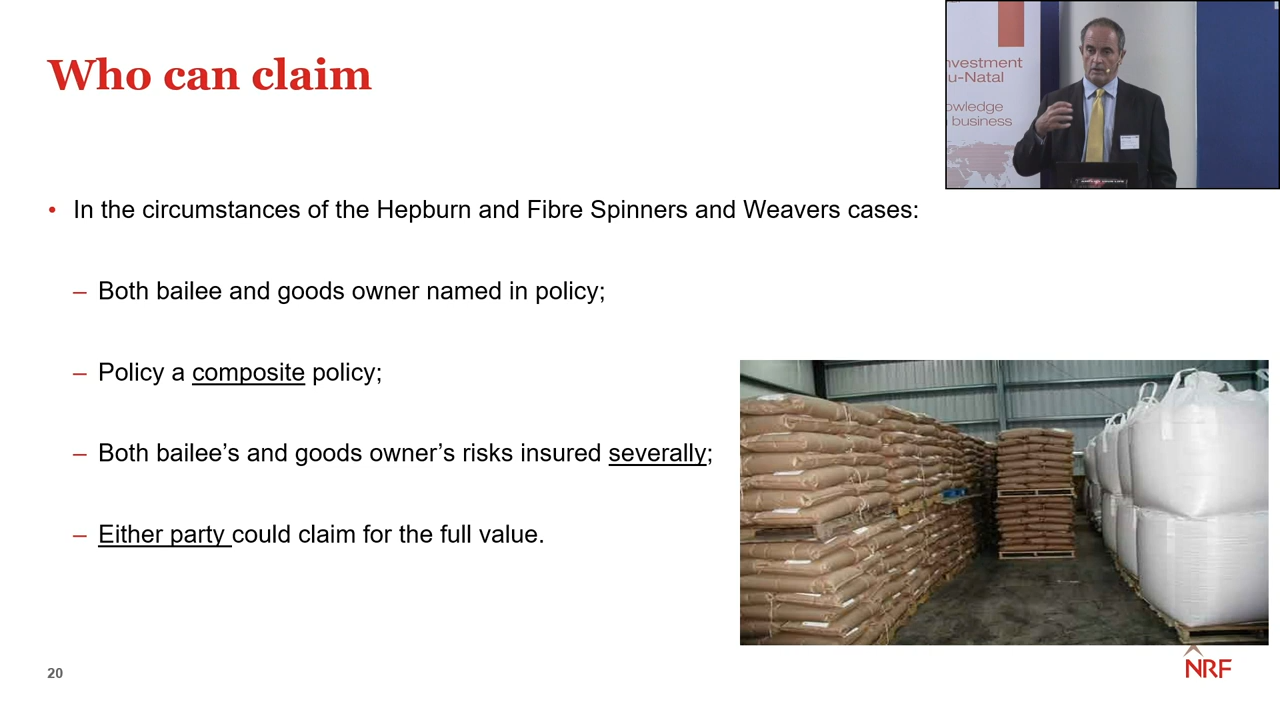 Who can claim
nvestment
u-Natal
owledge
business
• In the circumstances of the Hepburn and Fibre Spinners and Weavers cases:
– Both bailee and goods owner named in policy;
– Policy a composite policy;
– Both bailee’s and goods owner’s risks insured severally;
– Either party could claim for the full value.
20
NRF